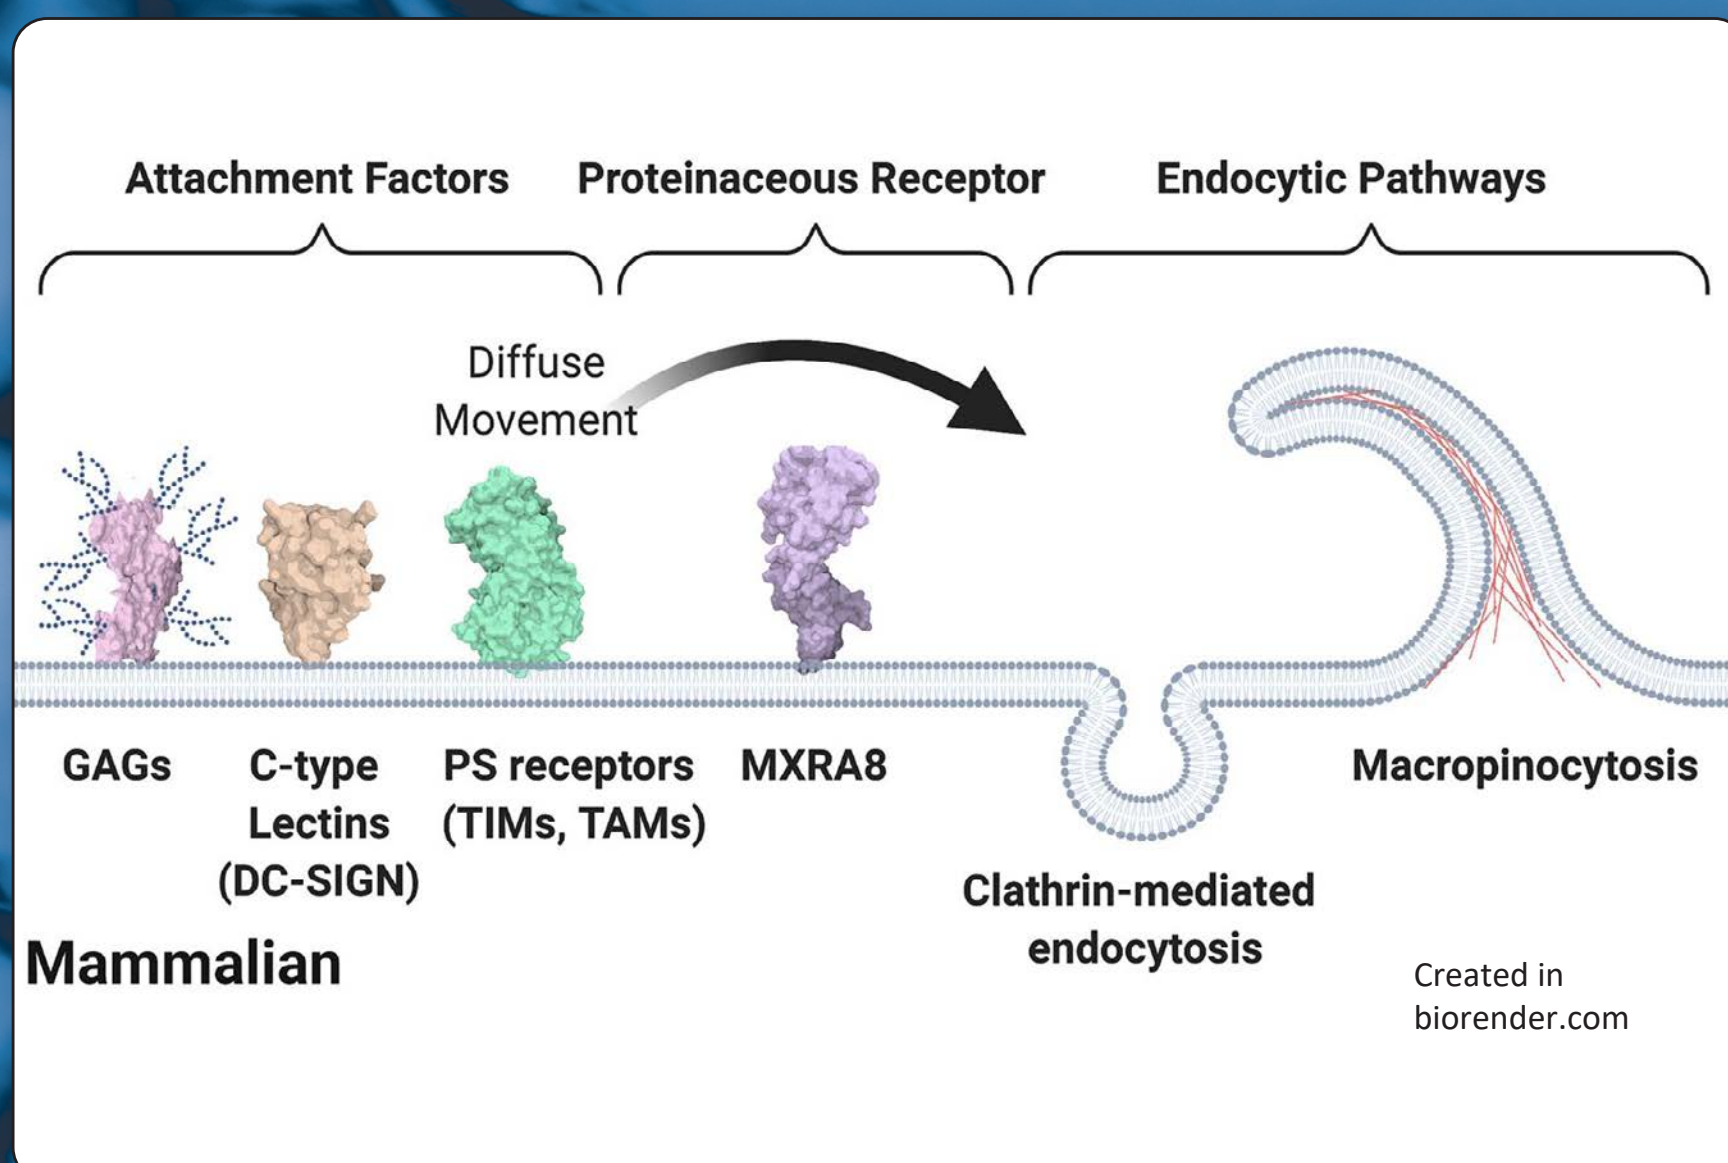 Attachment Factors
Proteinaceous Receptor
Endocytic Pathways
Diffuse
Movement
GAGs
C-type
Lectins
(DC-SIGN)
PS receptors
(TIMs, TAMs)
MXRA8
Clathrin-mediated
endocytosis
Macropinocytosis
Mammalian
Created in
biorender.com